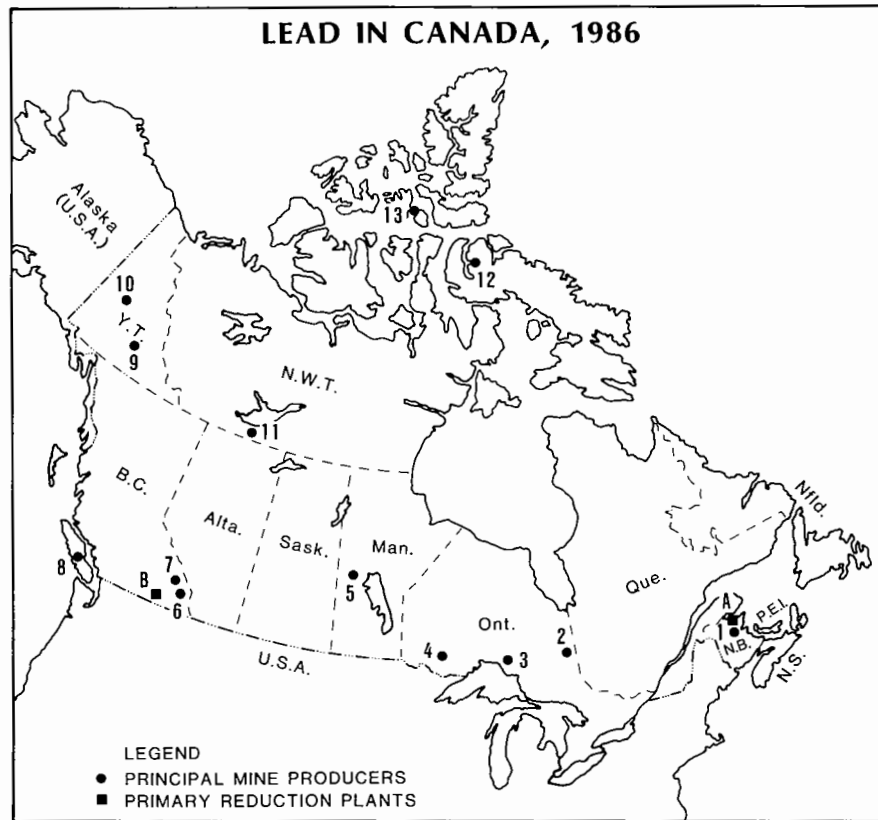 LEAD IN CANADA, 1986
Alaska
(U.S.A.)
13
12
10
Y.T.
9
N.W.T.
11
B.C.
Alta.
Sask.
Man.
Nfld.
Que.
8
B
7
6
5
Ont.
A
P.E.I.
1
N.B.
N.S.
4
3
2
U.S.A.
LEGEND
PRINCIPAL MINE PRODUCERS
PRIMARY REDUCTION PLANTS